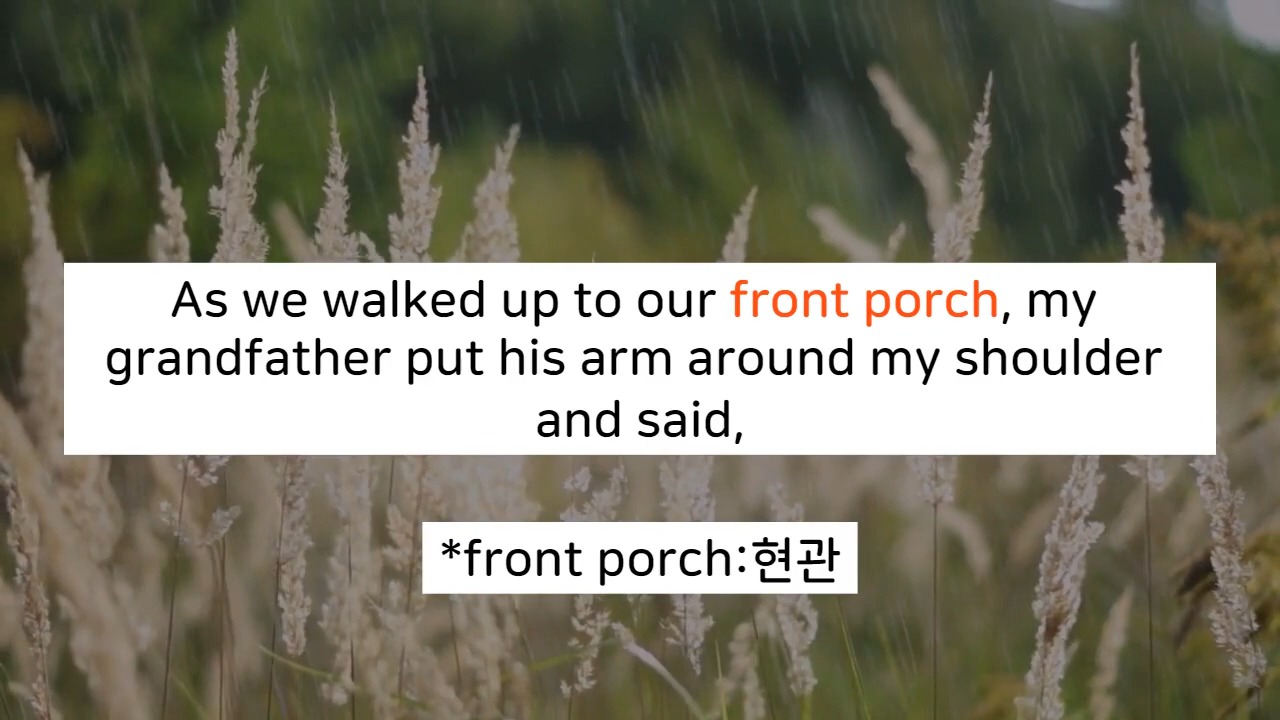 As we walked up to our front porch, my
grandfather put his arm around my shoulder
and said,
*front porch:현관